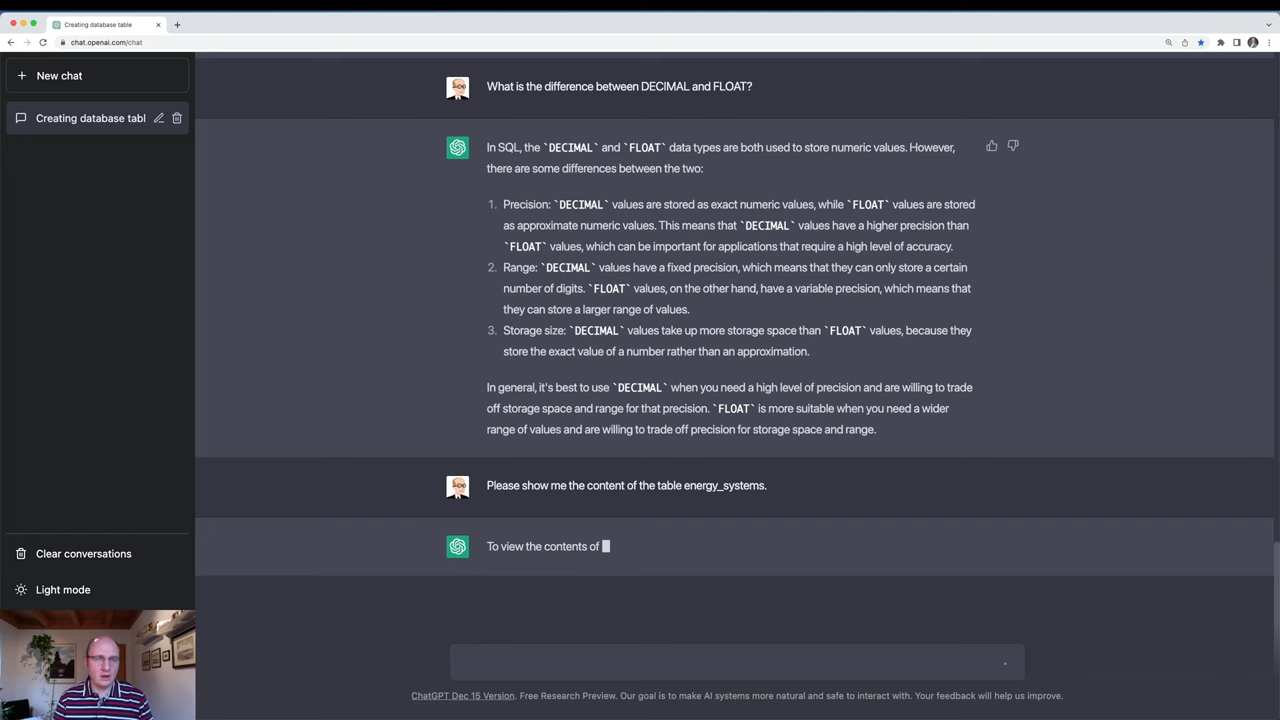 Creating database table
chat.openai.com/chat
New chat
Creating database tabl
What is the difference between DECIMAL and FLOAT?
In SQL, the `DECIMAL` and `FLOAT` data types are both used to store numeric values. However,
there are some differences between the two:
1. Precision: `DECIMAL` values are stored as exact numeric values, while `FLOAT` values are stored
as approximate numeric values. This means that `DECIMAL` values have a higher precision than
`FLOAT` values, which can be important for applications that require a high level of accuracy.
2. Range: `DECIMAL` values have a fixed precision, which means that they can only store a certain
number of digits. `FLOAT` values, on the other hand, have a variable precision, which means that
they can store a larger range of values.
3. Storage size: `DECIMAL` values take up more storage space than `FLOAT` values, because they
store the exact value of a number rather than an approximation.
In general, it's best to use `DECIMAL` when you need a high level of precision and are willing to trade
off storage space and range for that precision. `FLOAT` is more suitable when you need a wider
range of values and are willing to trade off precision for storage space and range.
Please show me the content of the table energy_systems.
To view the contents of
Clear conversations
Light mode
ChatGPT Dec 15 Version. Free Research Preview. Our goal is to make AI systems more natural and safe to interact with. Your feedback will help us improve.